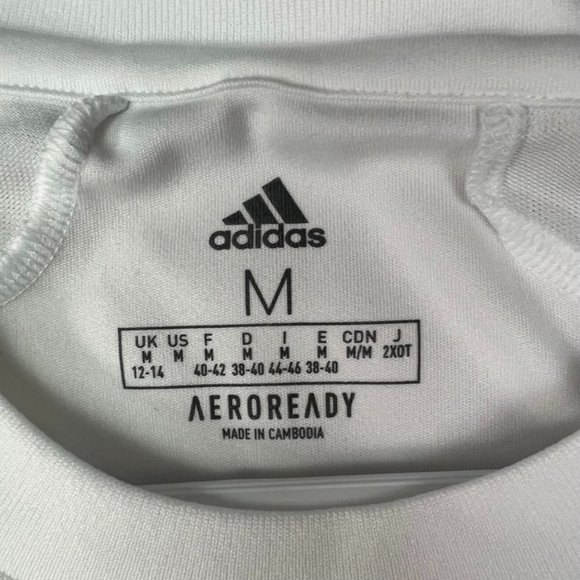 adidas
M
UK US F D I E CDN J
M M M M M M M/M 2XOT
12-14 40-42 38-40 44-46 38-40
AEROREADY
MADE IN CAMBODIA